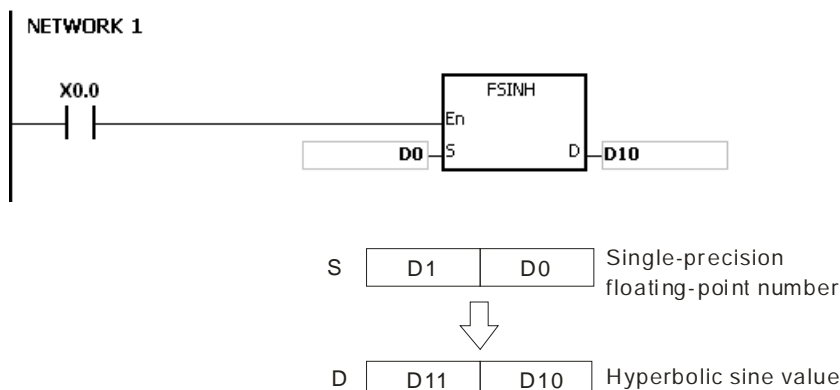 NETWORK 1
X0.0
FSINH
En
D0 S D D10
S D1 D0 Single-precision
floating-point number
D D11 D10 Hyperbolic sine value